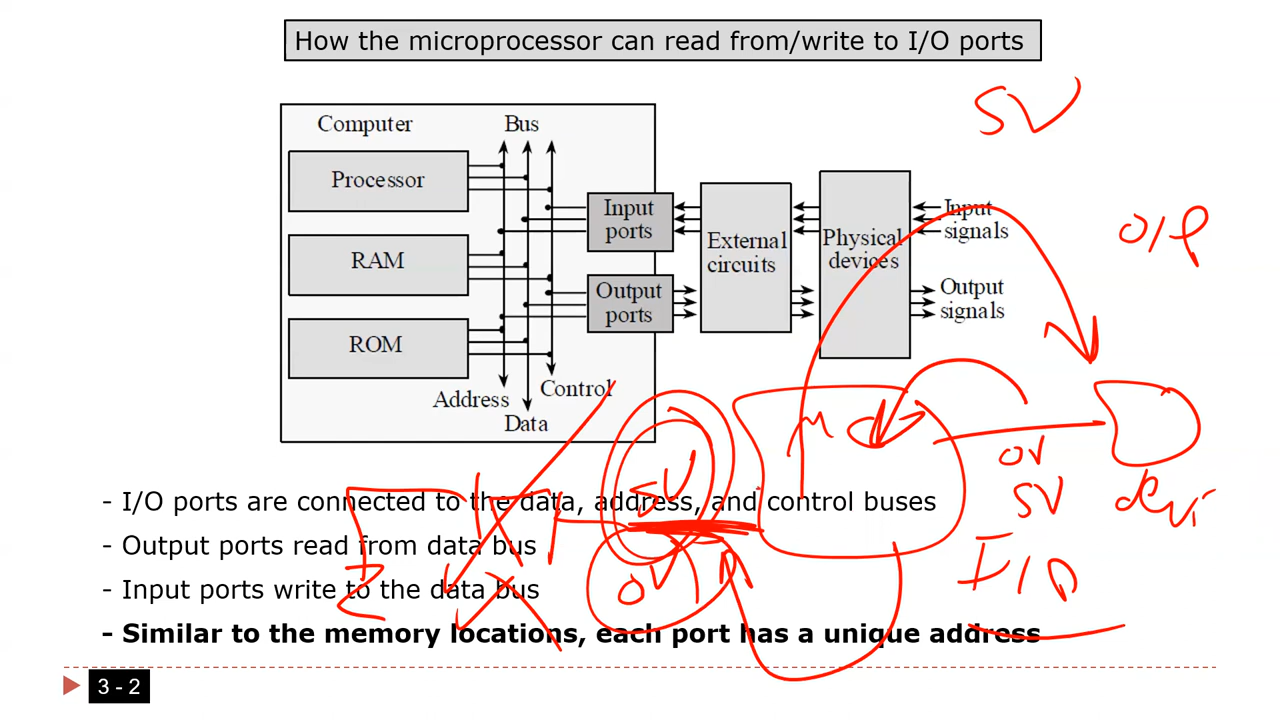 How the microprocessor can read from/write to I/O ports
5V
Computer
Bus
Processor
RAM
ROM
Input
ports
Output
ports
Address
Data
Control
External
circuits
Physical
devices
Input
signals
Output
signals
O/P
0V
5V
I/P
5V
0V
- I/O ports are connected to the data, address, and control buses
- Output ports read from data bus
- Input ports write to the data bus
- Similar to the memory locations, each port has a unique address
3 - 2